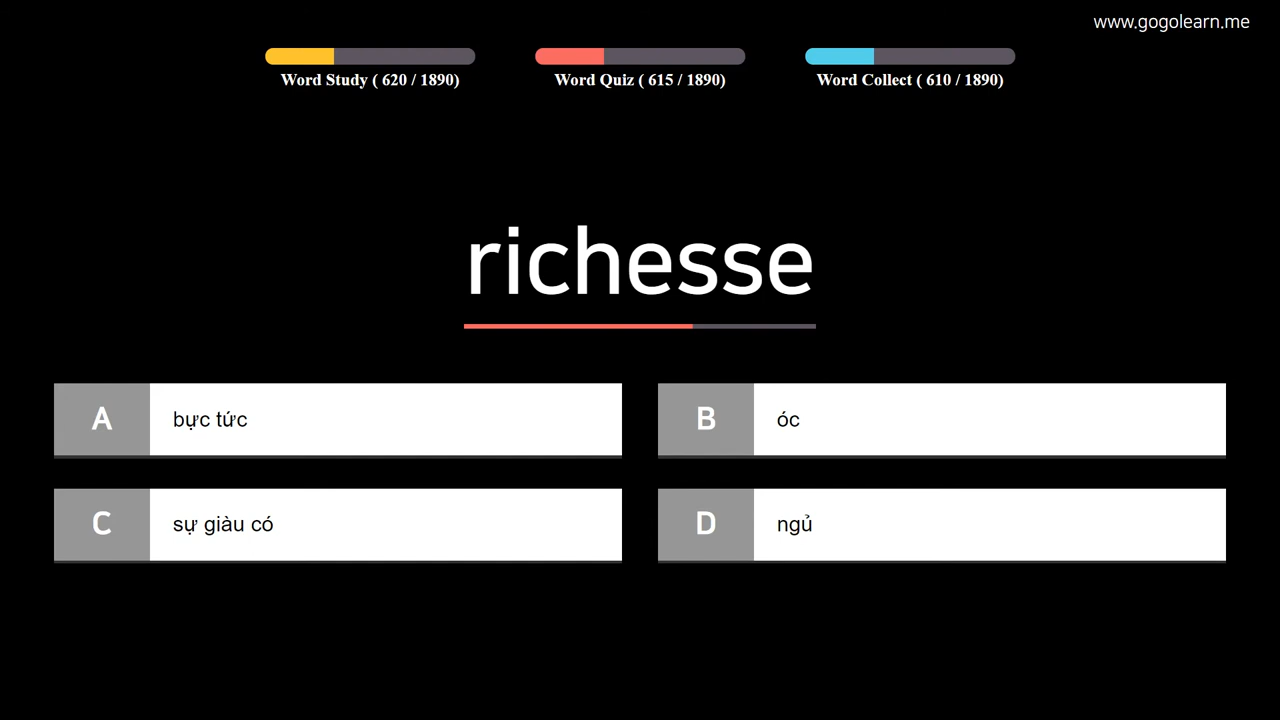 www.gogolearn.me
Word Study ( 620 / 1890)
Word Quiz ( 615 / 1890)
Word Collect ( 610 / 1890)
richesse
A bực tức
B óc
C sự giàu có
D ngủ